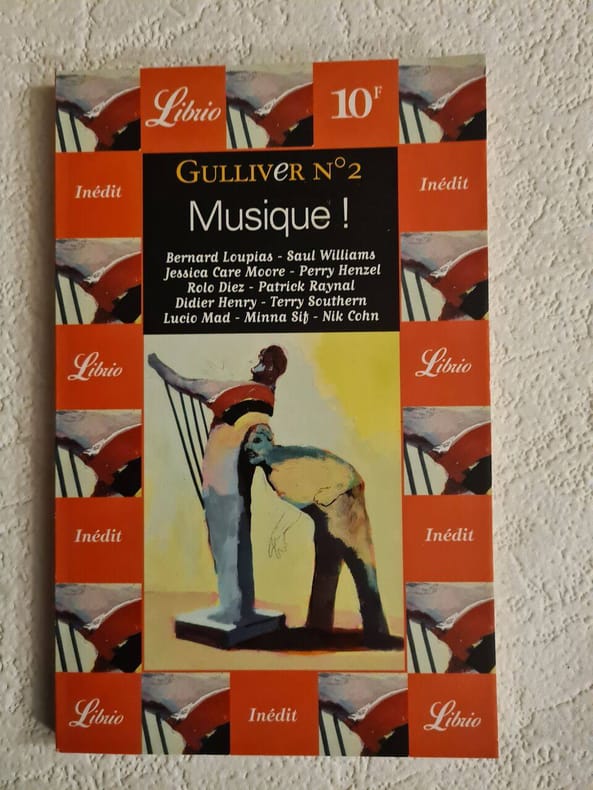 Librio
10F
Inédit
Gulliver N°2
Inédit
Musique !
Bernard Loupias - Saul Williams
Jessica Care Moore - Perry Henzel
Rolo Diez - Patrick Raynal
Didier Henry - Terry Southern
Lucio Mad - Minna Sif - Nik Cohn
Librio
Librio
Inédit
Inédit
Librio
Inédit
Librio